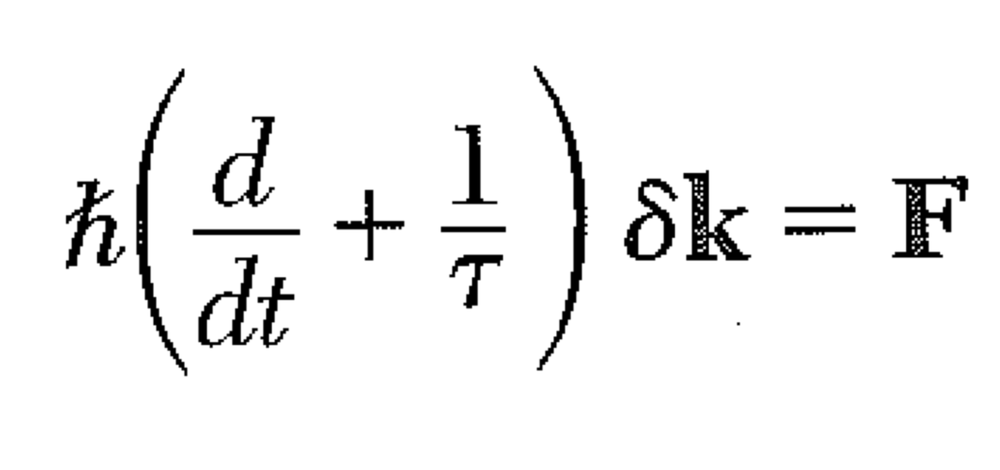 ħ(d/dt + 1/τ) δk = F